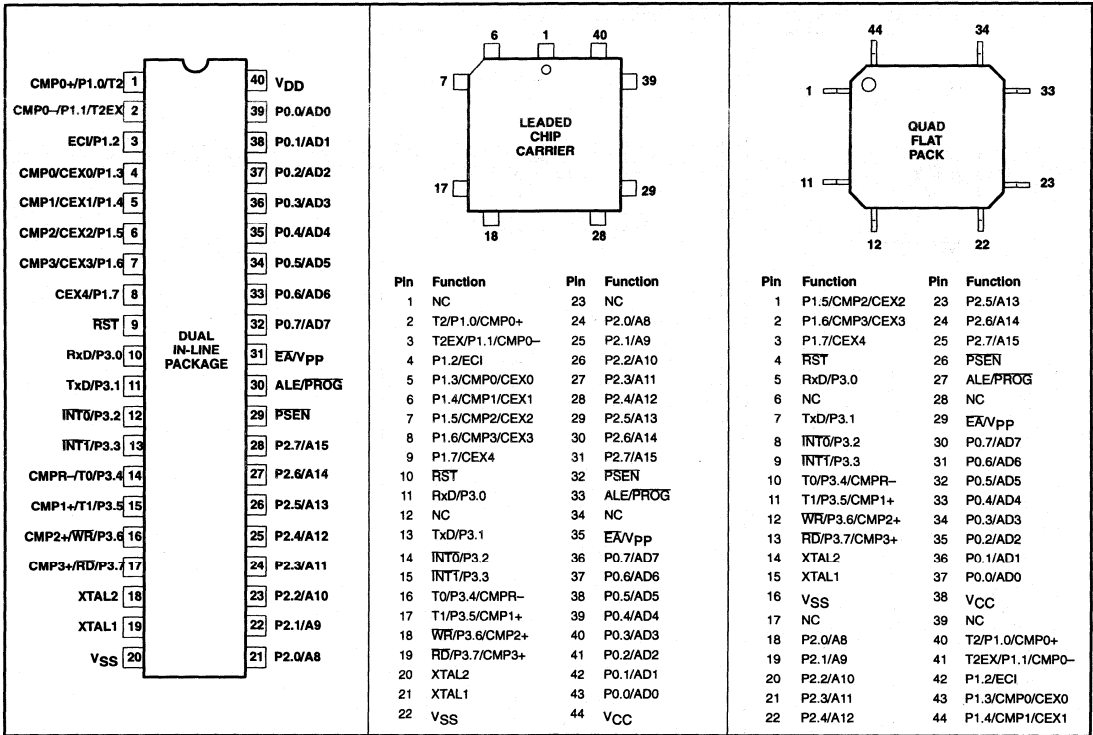 CMP0+/P1.0/T2 1
CMP0–/P1.1/T2EX 2
ECI/P1.2 3
CMP0/CEX0/P1.3 4
CMP1/CEX1/P1.4 5
CMP2/CEX2/P1.5 6
CMP3/CEX3/P1.6 7
CEX4/P1.7 8
RST 9
RxD/P3.0 10
TxD/P3.1 11
INT0/P3.2 12
INT1/P3.3 13
CMPR–/T0/P3.4 14
CMP1+/T1/P3.5 15
CMP2+/WR/P3.6 16
CMP3+/RD/P3.7 17
XTAL2 18
XTAL1 19
VSS 20
DUAL
IN-LINE
PACKAGE
40 VDD
39 P0.0/AD0
38 P0.1/AD1
37 P0.2/AD2
36 P0.3/AD3
35 P0.4/AD4
34 P0.5/AD5
33 P0.6/AD6
32 P0.7/AD7
31 EA/VPP
30 ALE/PROG
29 PSEN
28 P2.7/A15
27 P2.6/A14
26 P2.5/A13
25 P2.4/A12
24 P2.3/A11
23 P2.2/A10
22 P2.1/A9
21 P2.0/A8
6 1 40
7 39
LEADED
CHIP
CARRIER
17 29
18 28
Pin Function Pin Function
1 NC 23 NC
2 T2/P1.0/CMP0+ 24 P2.0/A8
3 T2EX/P1.1/CMP0– 25 P2.1/A9
4 P1.2/ECI 26 P2.2/A10
5 P1.3/CMP0/CEX0 27 P2.3/A11
6 P1.4/CMP1/CEX1 28 P2.4/A12
7 P1.5/CMP2/CEX2 29 P2.5/A13
8 P1.6/CMP3/CEX3 30 P2.6/A14
9 P1.7/CEX4 31 P2.7/A15
10 RST 32 PSEN
11 RxD/P3.0 33 ALE/PROG
12 NC 34 NC
13 TxD/P3.1 35 EA/VPP
14 INT0/P3.2 36 P0.7/AD7
15 INT1/P3.3 37 P0.6/AD6
16 T0/P3.4/CMPR– 38 P0.5/AD5
17 T1/P3.5/CMP1+ 39 P0.4/AD4
18 WR/P3.6/CMP2+ 40 P0.3/AD3
19 RD/P3.7/CMP3+ 41 P0.2/AD2
20 XTAL2 42 P0.1/AD1
21 XTAL1 43 P0.0/AD0
22 VSS 44 VCC
44 34
1 33
QUAD
FLAT
PACK
11 23
12 22
Pin Function Pin Function
1 P1.5/CMP2/CEX2 23 P2.5/A13
2 P1.6/CMP3/CEX3 24 P2.6/A14
3 P1.7/CEX4 25 P2.7/A15
4 RST 26 PSEN
5 RxD/P3.0 27 ALE/PROG
6 NC 28 NC
7 TxD/P3.1 29 EA/VPP
8 INT0/P3.2 30 P0.7/AD7
9 INT1/P3.3 31 P0.6/AD6
10 T0/P3.4/CMPR– 32 P0.5/AD5
11 T1/P3.5/CMP1+ 33 P0.4/AD4
12 WR/P3.6/CMP2+ 34 P0.3/AD3
13 RD/P3.7/CMP3+ 35 P0.2/AD2
14 XTAL2 36 P0.1/AD1
15 XTAL1 37 P0.0/AD0
16 VSS 38 VCC
17 NC 39 NC
18 P2.0/A8 40 T2/P1.0/CMP0+
19 P2.1/A9 41 T2EX/P1.1/CMP0–
20 P2.2/A10 42 P1.2/ECI
21 P2.3/A11 43 P1.3/CMP0/CEX0
22 P2.4/A12 44 P1.4/CMP1/CEX1